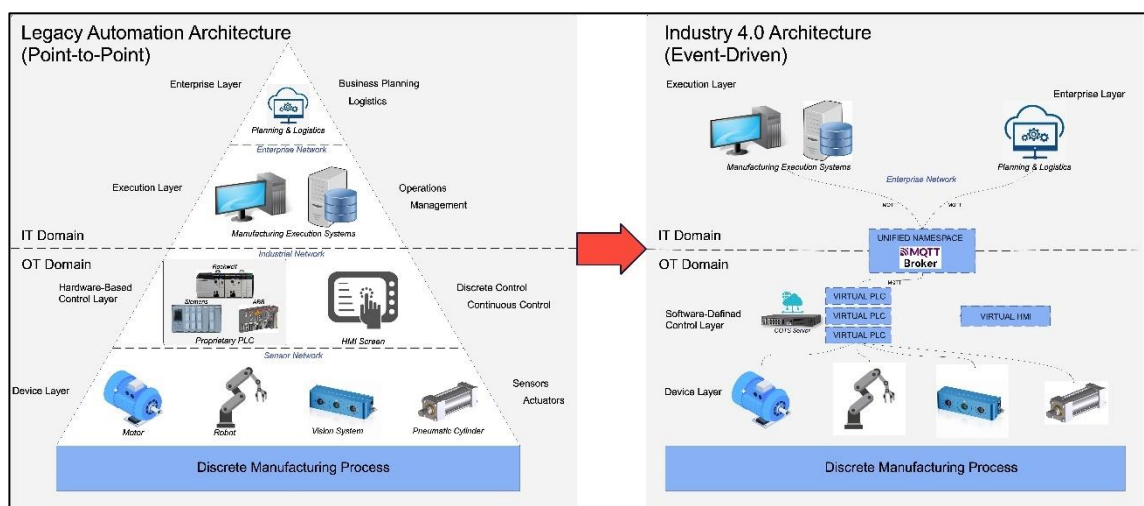 Legacy Automation Architecture
(Point-to-Point)
Enterprise Layer
Business Planning
Logistics
Planning & Logistics
Enterprise Network
Execution Layer
Operations
Management
Manufacturing Execution Systems
IT Domain
Industrial Network
OT Domain
Hardware-Based
Control Layer
Rockwell
Siemens
ABB
Discrete Control
Continuous Control
Proprietary PLC
HMI Screen
Sensor Network
Device Layer
Sensors
Actuators
Motor
Robot
Vision System
Pneumatic Cylinder
Discrete Manufacturing Process
Industry 4.0 Architecture
(Event-Driven)
Execution Layer
Enterprise Layer
Manufacturing Execution Systems
Planning & Logistics
Enterprise Network
MQTT
MQTT
IT Domain
UNIFIED NAMESPACE
MQTT
Broker
OT Domain
MQTT
Software-Defined
Control Layer
COTS Server
VIRTUAL PLC
VIRTUAL PLC
VIRTUAL PLC
VIRTUAL HMI
Device Layer
Discrete Manufacturing Process